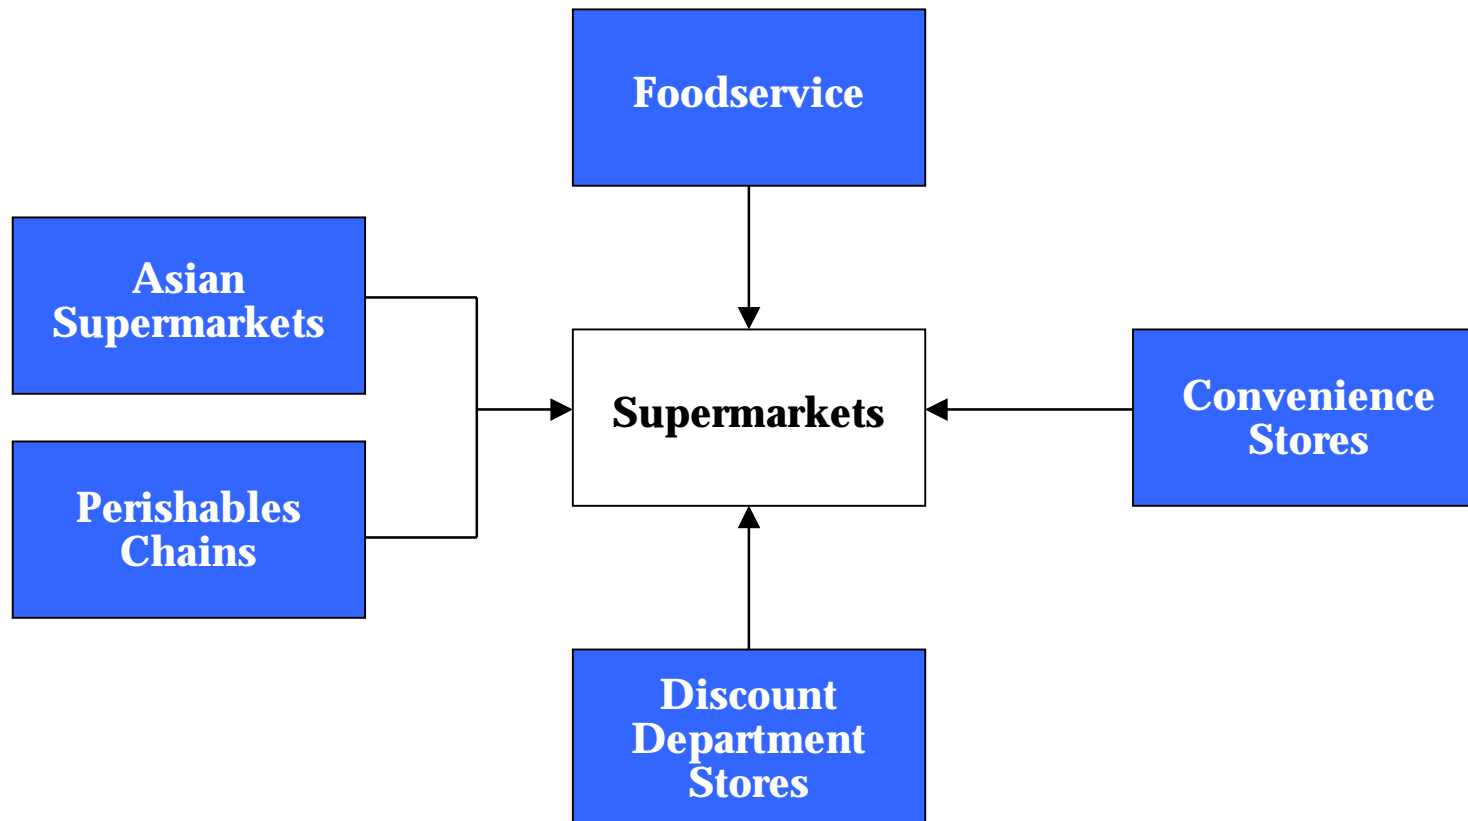 Foodservice
Asian
Supermarkets
Supermarkets
Convenience
Stores
Perishables
Chains
Discount
Department
Stores